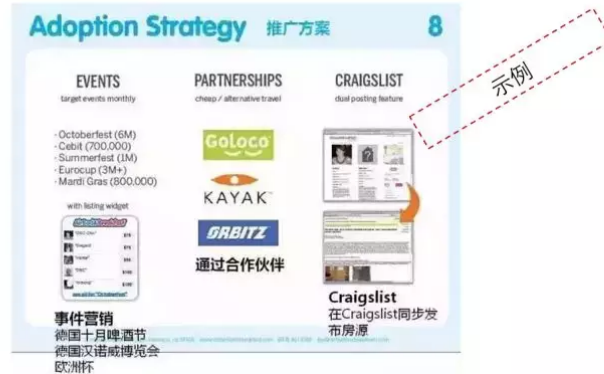 Adoption Strategy 推广方案 8
示例
EVENTS
target events monthly
· Octoberfest (6M)
· Cebit (700,000)
· Summerfest (1M)
· Eurocup (3M+)
· Mardi Gras (800,000)
with listing widget
事件营销
德国十月啤酒节
德国汉诺威博览会
欧洲杯
PARTNERSHIPS
cheap / alternative travel
GoLoco
KAYAK
ORBITZ
通过合作伙伴
CRAIGSLIST
dual posting feature
Craigslist
在Craigslist同步发
布房源